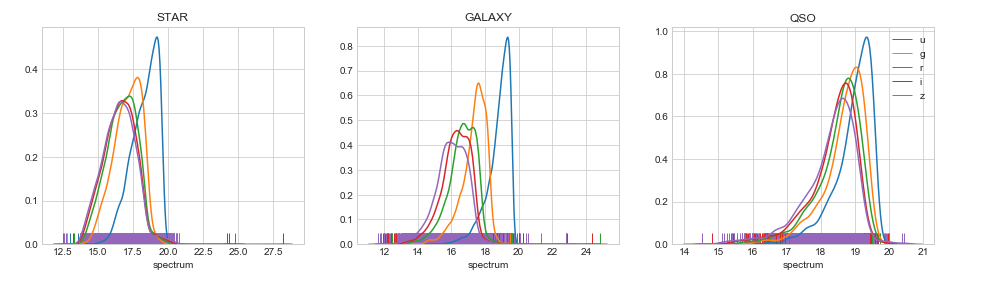 STAR
0.4
0.3
0.2
0.1
0.0
12.5 15.0 17.5 20.0 22.5 25.0 27.5
spectrum
GALAXY
0.8
0.7
0.6
0.5
0.4
0.3
0.2
0.1
0.0
12 14 16 18 20 22 24
spectrum
QSO
1.0
0.8
0.6
0.4
0.2
0.0
14 15 16 17 18 19 20 21
spectrum
u
g
r
i
z